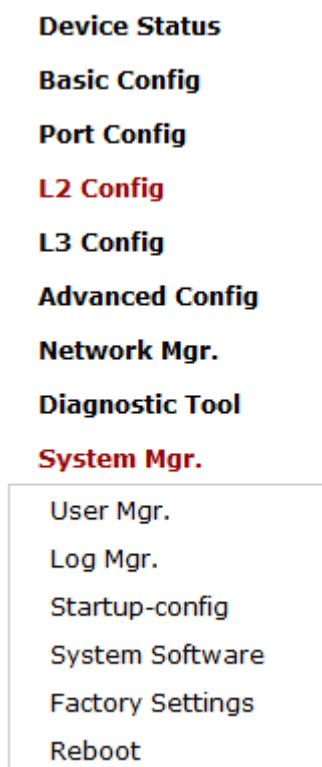 Device Status
Basic Config
Port Config
L2 Config
L3 Config
Advanced Config
Network Mgr.
Diagnostic Tool
System Mgr.
User Mgr.
Log Mgr.
Startup-config
System Software
Factory Settings
Reboot